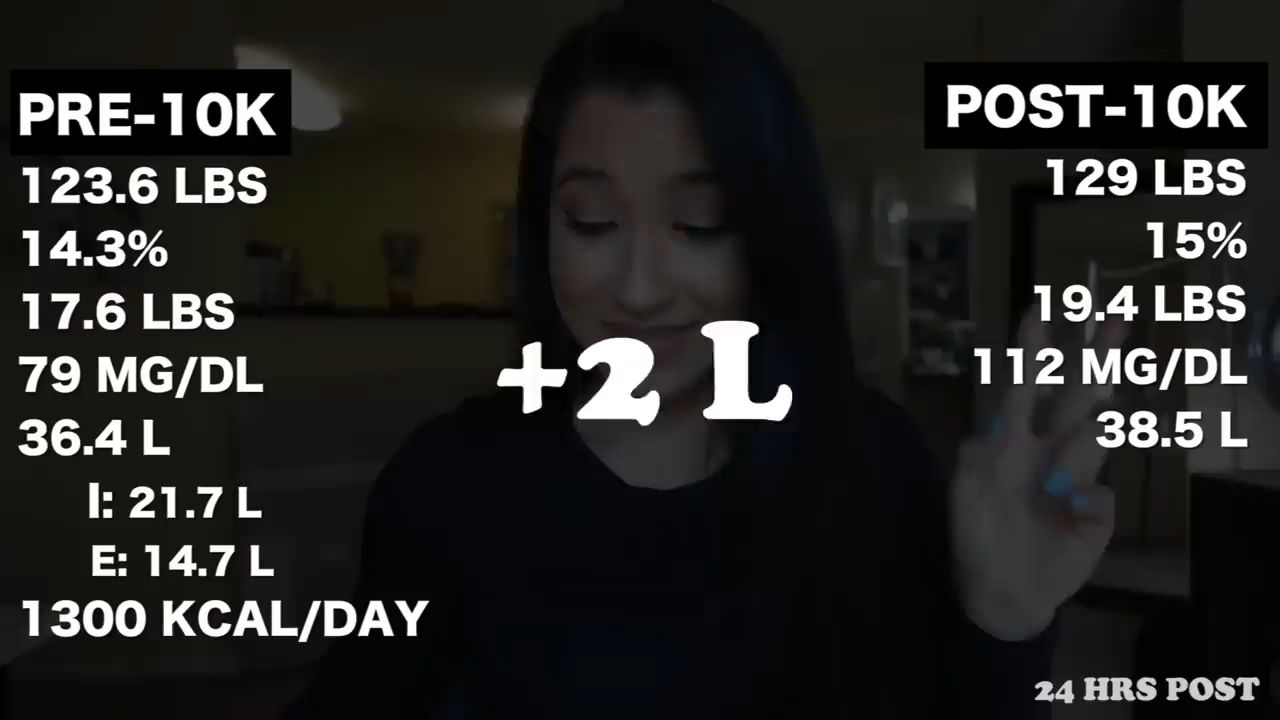 PRE-10K
123.6 LBS
14.3%
17.6 LBS
79 MG/DL
36.4 L
I: 21.7 L
E: 14.7 L
1300 KCAL/DAY
+2 L
POST-10K
129 LBS
15%
19.4 LBS
112 MG/DL
38.5 L
24 HRS POST